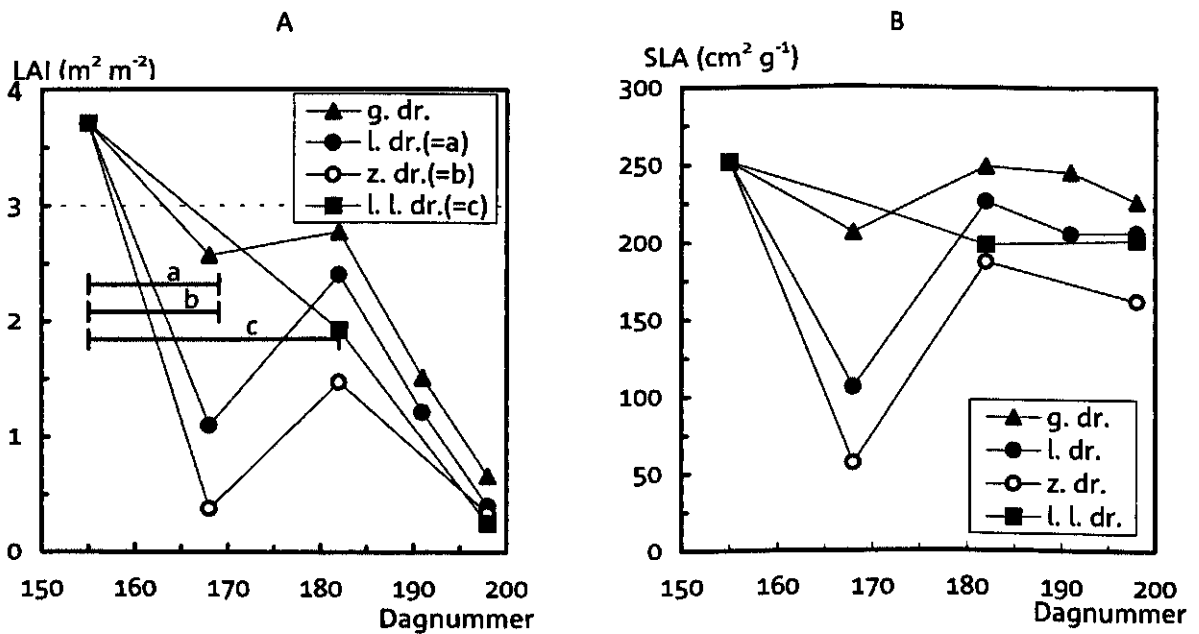 A
LAI (m² m⁻²)
4
3
2
1
0
150 160 170 180 190 200
Dagnummer
g. dr.
l. dr.(=a)
z. dr.(=b)
l. l. dr.(=c)
a
b
c
B
SLA (cm² g⁻¹)
300
250
200
150
100
50
0
150 160 170 180 190 200
Dagnummer
g. dr.
l. dr.
z. dr.
l. l. dr.